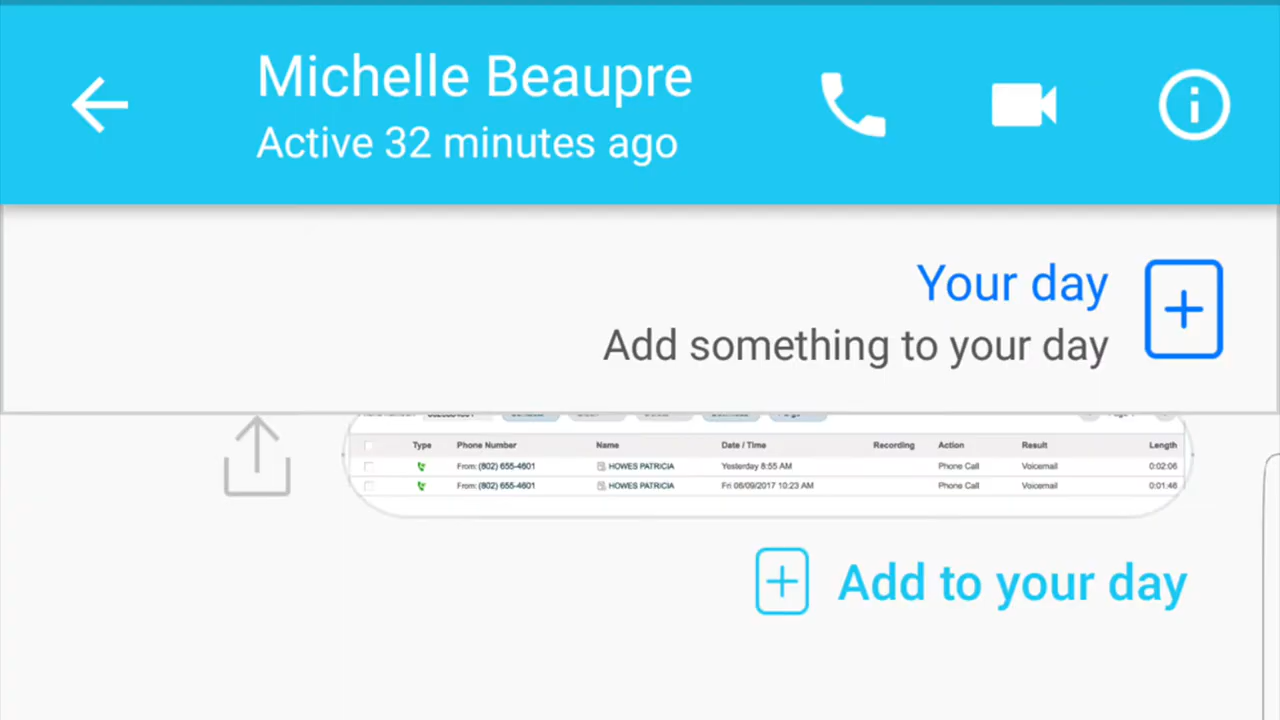 Michelle Beaupre
Active 32 minutes ago
Your day
Add something to your day
Type Phone Number Name Date / Time Recording Action Result Length
From: (802) 655-4601 HOWES PATRICIA Yesterday 8:55 AM Phone Call Voicemail 0:02:06
From: (802) 655-4601 HOWES PATRICIA Fri 06/09/2017 10:23 AM Phone Call Voicemail 0:01:46
Add to your day